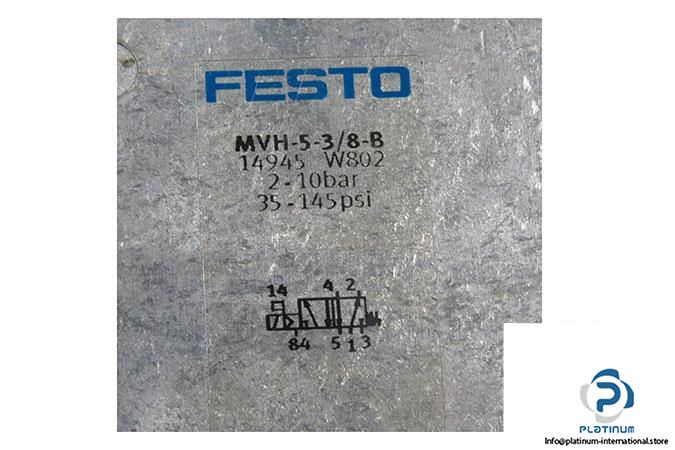 FESTO
MVH-5-3/8-B
14945 W802
2-10bar
35-145psi
14 4 2
84 5 1 3
PLATINUM
Info@platinum-international.store